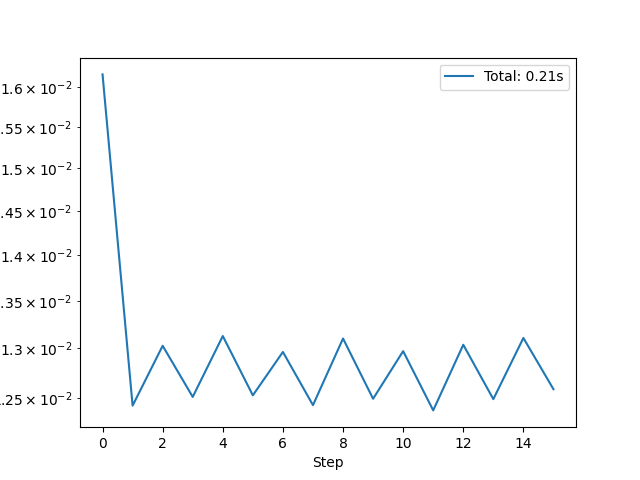 1.6 × 10⁻²
.55 × 10⁻²
1.5 × 10⁻²
.45 × 10⁻²
1.4 × 10⁻²
.35 × 10⁻²
1.3 × 10⁻²
.25 × 10⁻²
Total: 0.21s
0 2 4 6 8 10 12 14
Step